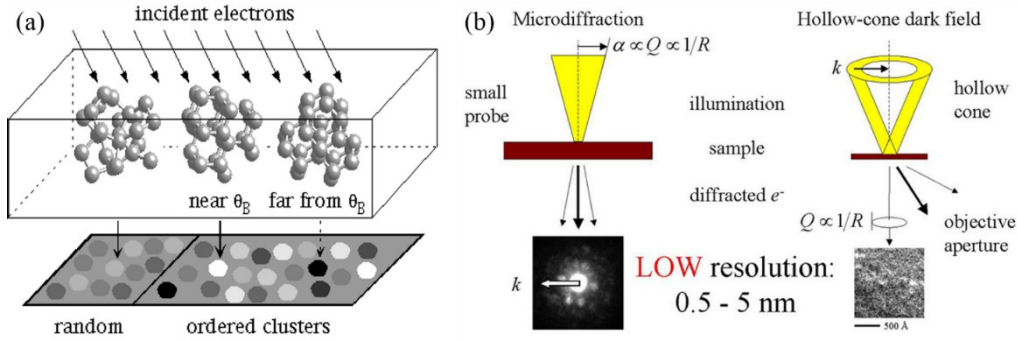 (a)
incident electrons
near θB
far from θB
random
ordered clusters
(b)
Microdiffraction
α ∝ Q ∝ 1/R
small
probe
k
LOW resolution:
0.5 - 5 nm
illumination
sample
diffracted e-
Hollow-cone dark field
k
hollow
cone
Q ∝ 1/R
objective
aperture
500 Å